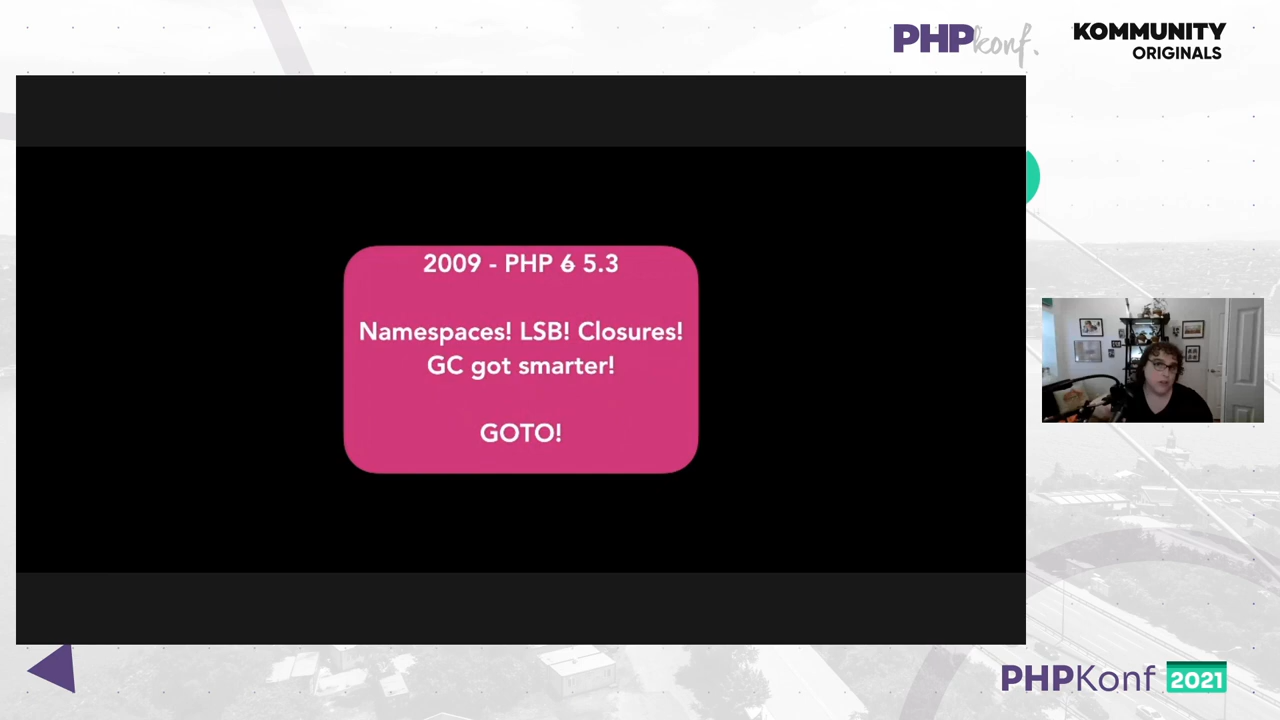 PHPkonf.
KOMMUNITY
ORIGINALS
2009 - PHP 6 5.3
Namespaces! LSB! Closures!
GC got smarter!
GOTO!
PHPKonf 2021